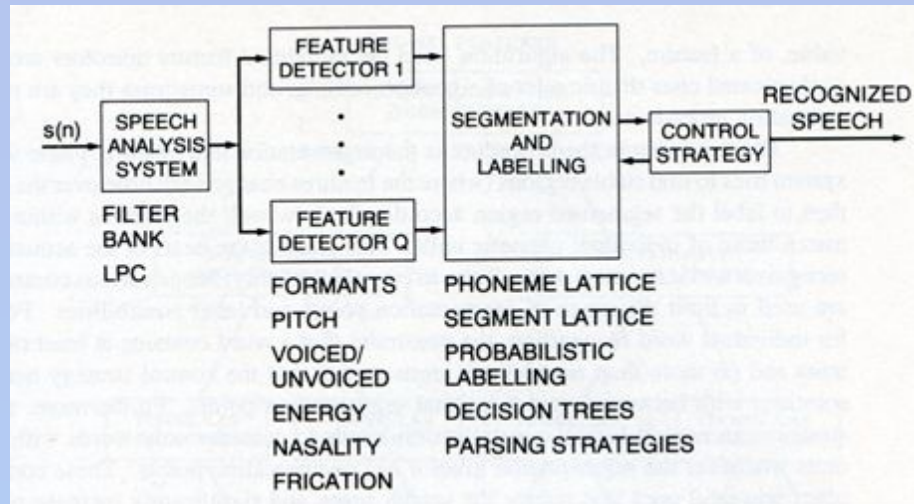 FEATURE
DETECTOR 1
s(n)
SPEECH
ANALYSIS
SYSTEM
FILTER
BANK
LPC
FEATURE
DETECTOR Q
FORMANTS
PITCH
VOICED/
UNVOICED
ENERGY
NASALITY
FRICATION
SEGMENTATION
AND
LABELLING
PHONEME LATTICE
SEGMENT LATTICE
PROBABILISTIC
LABELLING
DECISION TREES
PARSING STRATEGIES
CONTROL
STRATEGY
RECOGNIZED
SPEECH